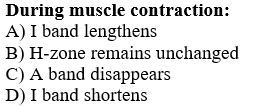 During muscle contraction:
A) I band lengthens
B) H-zone remains unchanged
C) A band disappears
D) I band shortens